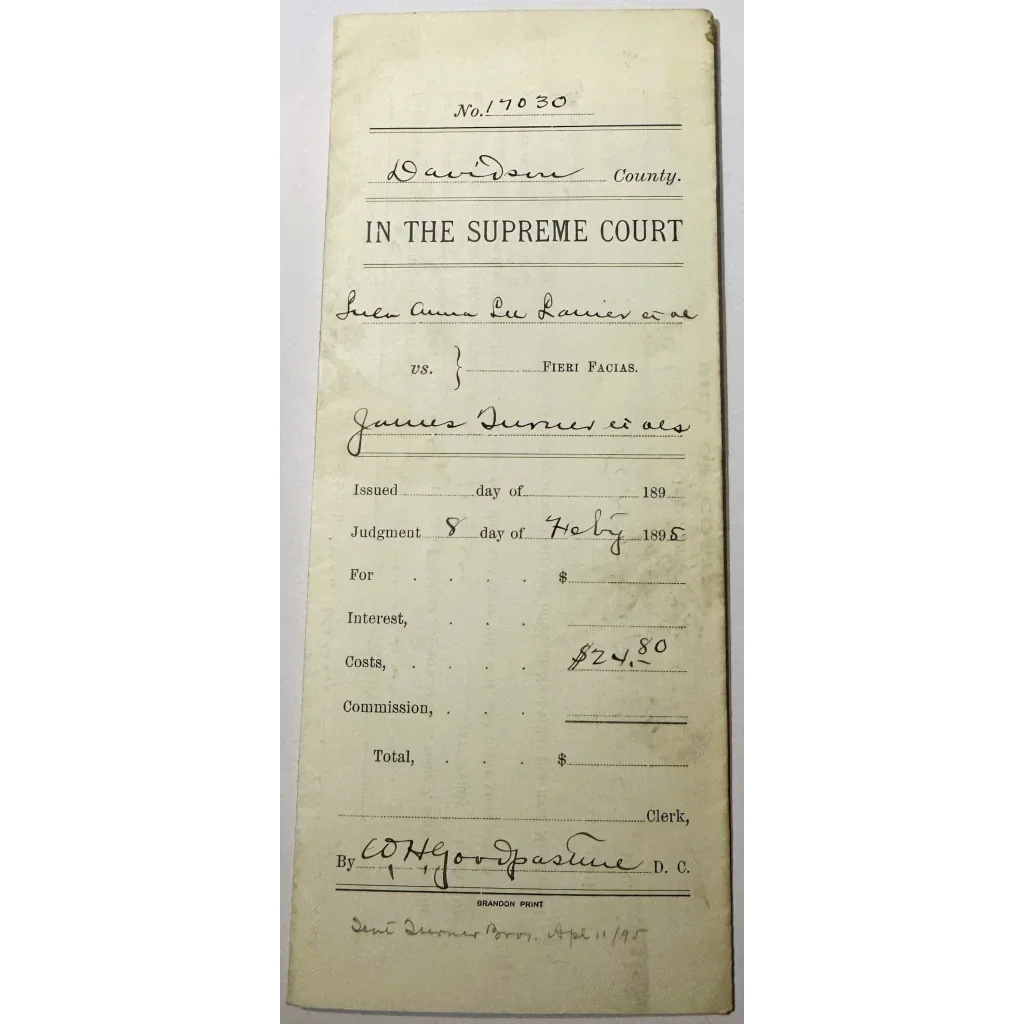 No. 17030
Davidson County.
IN THE SUPREME COURT
Lula Anna Lee Lanier et al
vs. } FIERI FACIAS.
James Turner et als
Issued day of 189
Judgment 8 day of Feby 1895
For . . . . $
Interest, . . .
Costs, . . . . $24.80
Commission, . . .
Total, . . . $
Clerk,
By W H Goodpasture D. C.
BRANDON PRINT
Sent Turner Bros. Apl 11/95